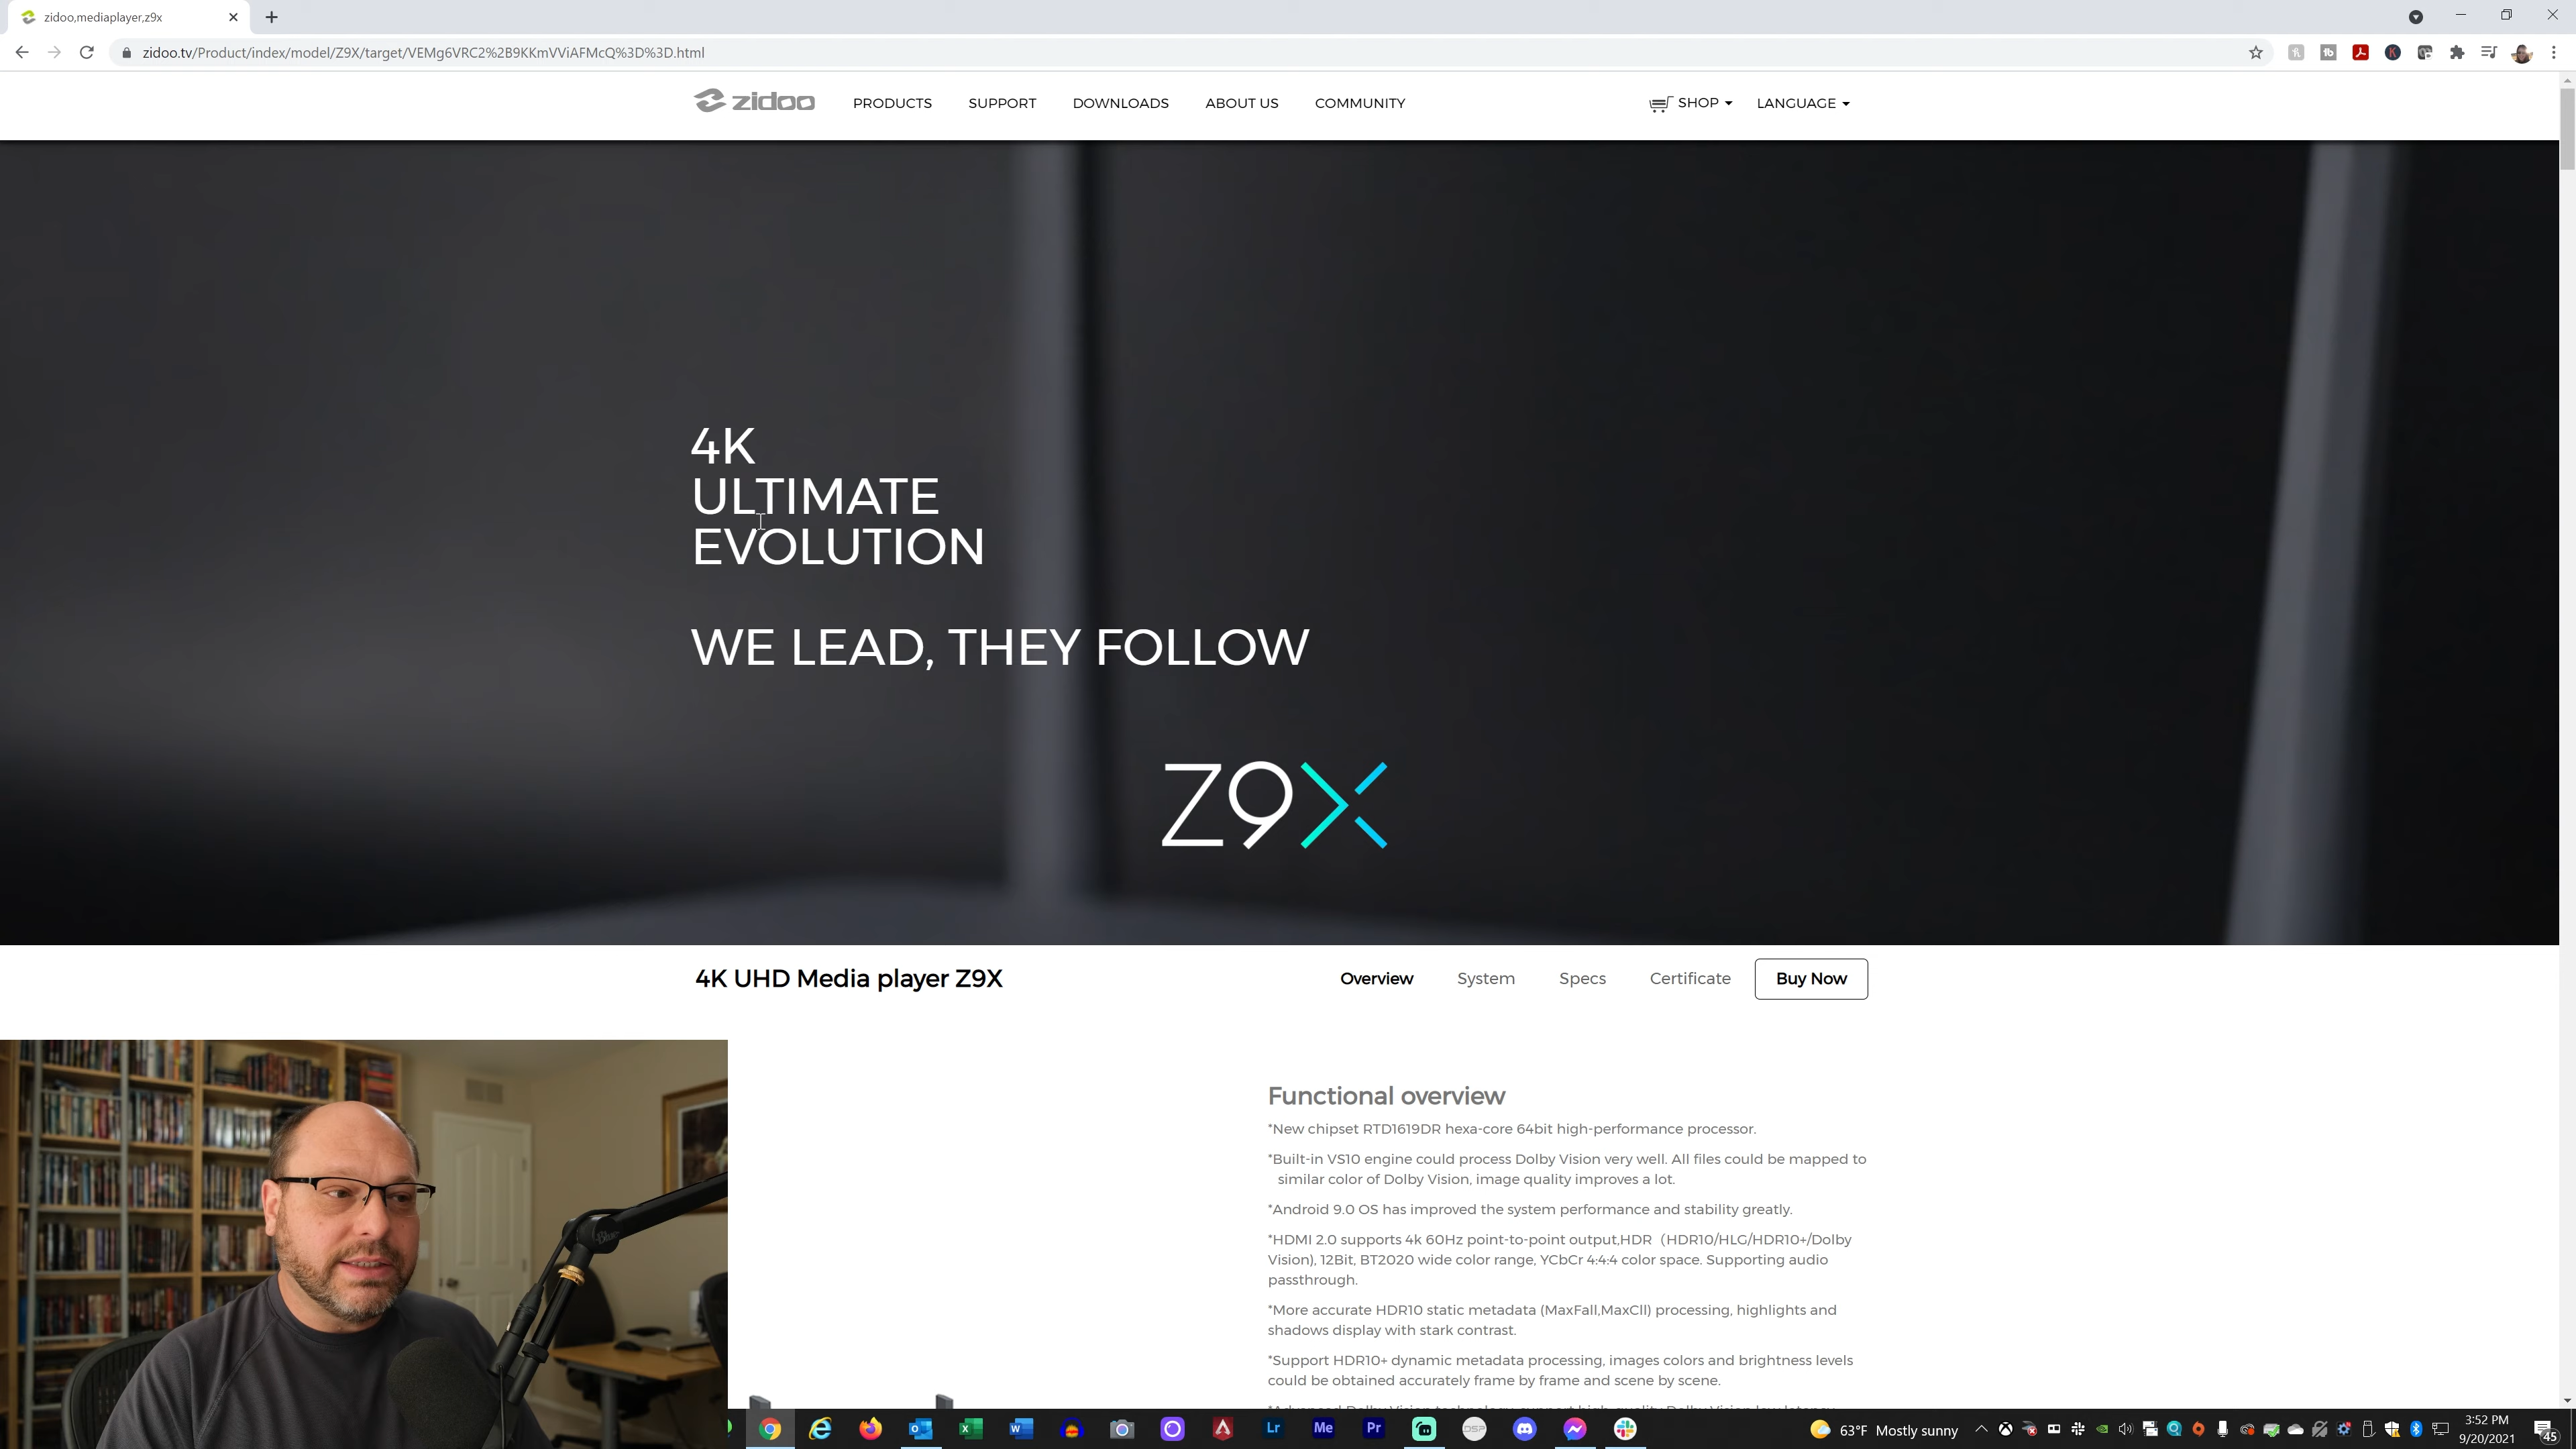 zidoo,mediaplayer,z9x
zidoo.tv/Product/index/model/Z9X/target/VEMg6VRC2%2B9KKmVViAFMcQ%3D%3D.html
zidoo
PRODUCTS SUPPORT DOWNLOADS ABOUT US COMMUNITY SHOP LANGUAGE
4K
ULTIMATE
EVOLUTION
WE LEAD, THEY FOLLOW
Z9X
4K UHD Media player Z9X
Overview System Specs Certificate Buy Now
Functional overview
*New chipset RTD1619DR hexa-core 64bit high-performance processor.
*Built-in VS10 engine could process Dolby Vision very well. All files could be mapped to
similar color of Dolby Vision, image quality improves a lot.
*Android 9.0 OS has improved the system performance and stability greatly.
*HDMI 2.0 supports 4k 60Hz point-to-point output,HDR（HDR10/HLG/HDR10+/Dolby
Vision), 12Bit, BT2020 wide color range, YCbCr 4:4:4 color space. Supporting audio
passthrough.
*More accurate HDR10 static metadata (MaxFall,MaxCll) processing, highlights and
shadows display with stark contrast.
*Support HDR10+ dynamic metadata processing, images colors and brightness levels
could be obtained accurately frame by frame and scene by scene.
Lr Me Pr DSP
63°F Mostly sunny
3:52 PM
9/20/2021
45